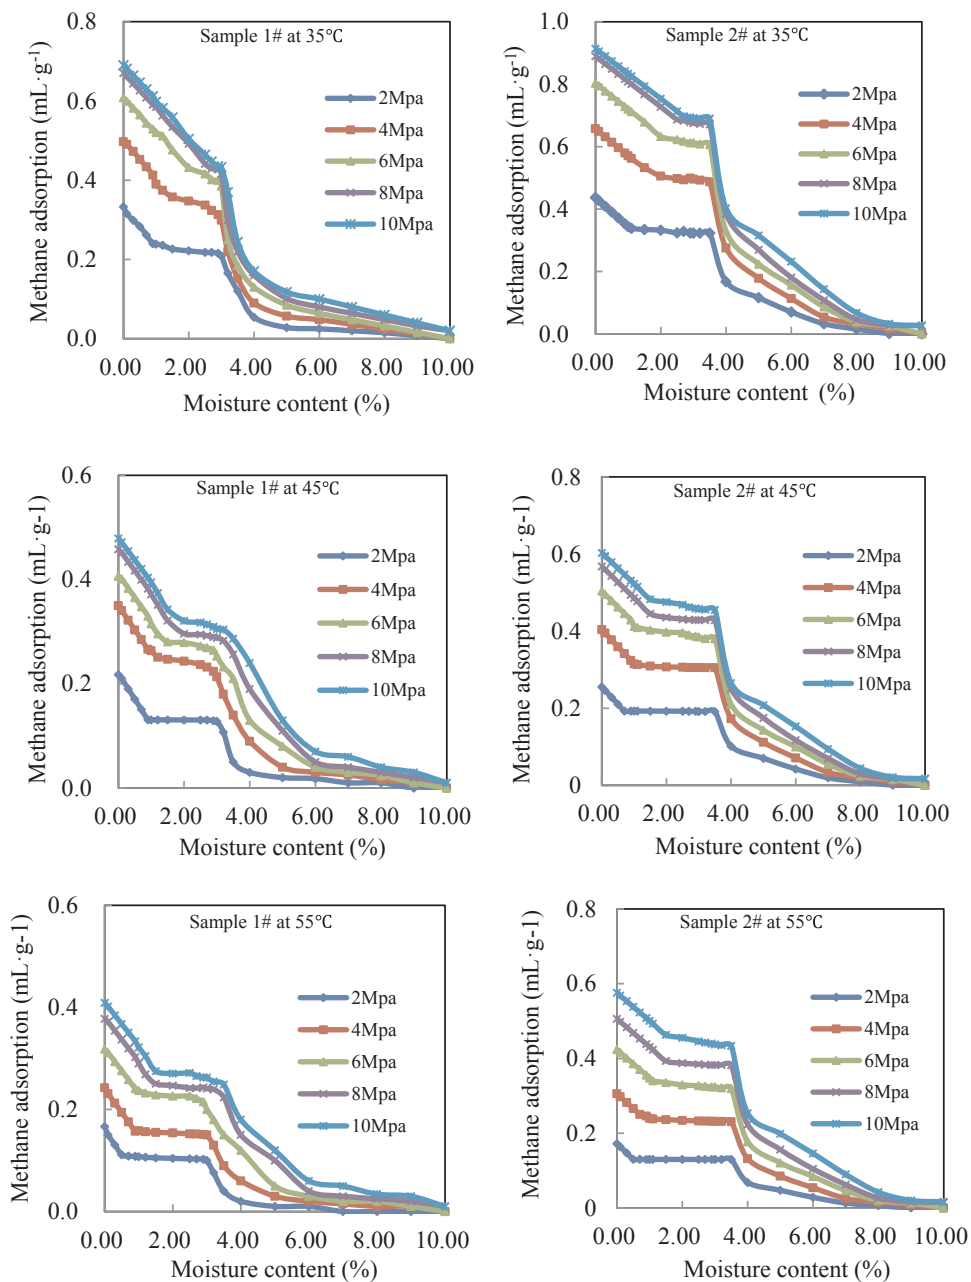 Sample 1# at 35℃
Methane adsorption (mL·g⁻¹)
0.8
0.6
0.4
0.2
0.0
2Mpa
4Mpa
6Mpa
8Mpa
10Mpa
0.00 2.00 4.00 6.00 8.00 10.00
Moisture content (%)
Sample 2# at 35℃
Methane adsorption (mL·g⁻¹)
1.0
0.8
0.6
0.4
0.2
0.0
2Mpa
4Mpa
6Mpa
8Mpa
10Mpa
0.00 2.00 4.00 6.00 8.00 10.00
Moisture content (%)
Sample 1# at 45℃
Methane adsorption (mL·g-1)
0.6
0.4
0.2
0.0
2Mpa
4Mpa
6Mpa
8Mpa
10Mpa
0.00 2.00 4.00 6.00 8.00 10.00
Moisture content (%)
Sample 2# at 45℃
Methane adsorption (mL·g-1)
0.8
0.6
0.4
0.2
0
2Mpa
4Mpa
6Mpa
8Mpa
10Mpa
0.00 2.00 4.00 6.00 8.00 10.00
Moisture content (%)
Sample 1# at 55℃
Methane adsorption (mL·g-1)
0.6
0.4
0.2
0.0
2Mpa
4Mpa
6Mpa
8Mpa
10Mpa
0.00 2.00 4.00 6.00 8.00 10.00
Moisture content (%)
Sample 2# at 55℃
Methane adsorption (mL·g-1)
0.8
0.6
0.4
0.2
0
2Mpa
4Mpa
6Mpa
8Mpa
10Mpa
0.00 2.00 4.00 6.00 8.00 10.00
Moisture content (%)